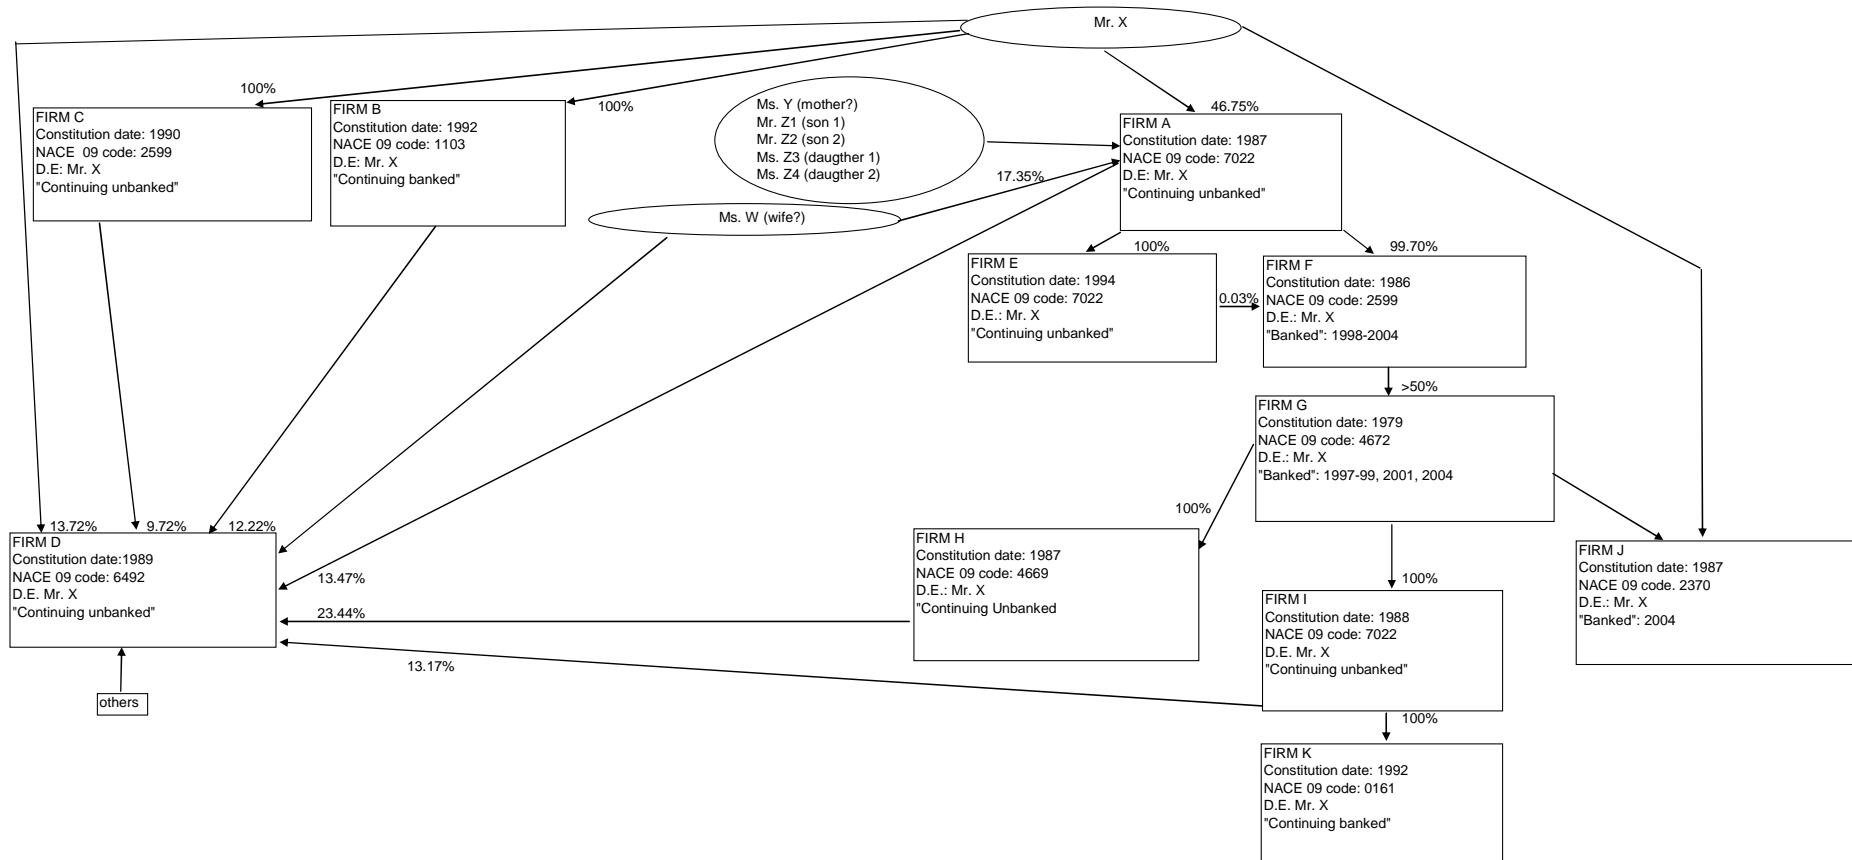 Mr. X
100%
100%
46.75%
FIRM C
Constitution date: 1990
NACE  09 code: 2599
D.E: Mr. X
"Continuing unbanked"
FIRM B
Constitution date: 1992
NACE 09 code: 1103
D.E: Mr. X
"Continuing banked"
Ms. Y (mother?)
Mr. Z1 (son 1)
Mr. Z2 (son 2)
Ms. Z3 (daugther 1)
Ms. Z4 (daugther 2)
FIRM A
Constitution date: 1987
NACE 09 code: 7022
D.E: Mr. X
"Continuing unbanked"
17.35%
Ms. W (wife?)
100%
99.70%
FIRM E
Constitution date: 1994
NACE 09 code: 7022
D.E.: Mr. X
"Continuing unbanked"
0.03%
FIRM F
Constitution date: 1986
NACE 09 code: 2599
D.E.: Mr. X
"Banked": 1998-2004
>50%
FIRM G
Constitution date: 1979
NACE 09 code: 4672
D.E.: Mr. X
"Banked": 1997-99, 2001, 2004
100%
13.72%
9.72%
12.22%
FIRM D
Constitution date:1989
NACE 09 code: 6492
D.E. Mr. X
"Continuing unbanked"
13.47%
23.44%
13.17%
others
FIRM H
Constitution date: 1987
NACE 09 code: 4669
D.E.: Mr. X
"Continuing Unbanked
100%
FIRM I
Constitution date: 1988
NACE 09 code: 7022
D.E. Mr. X
"Continuing unbanked"
FIRM J
Constitution date: 1987
NACE 09 code. 2370
D.E.: Mr. X
"Banked": 2004
100%
FIRM K
Constitution date: 1992
NACE 09 code: 0161
D.E. Mr. X
"Continuing banked"